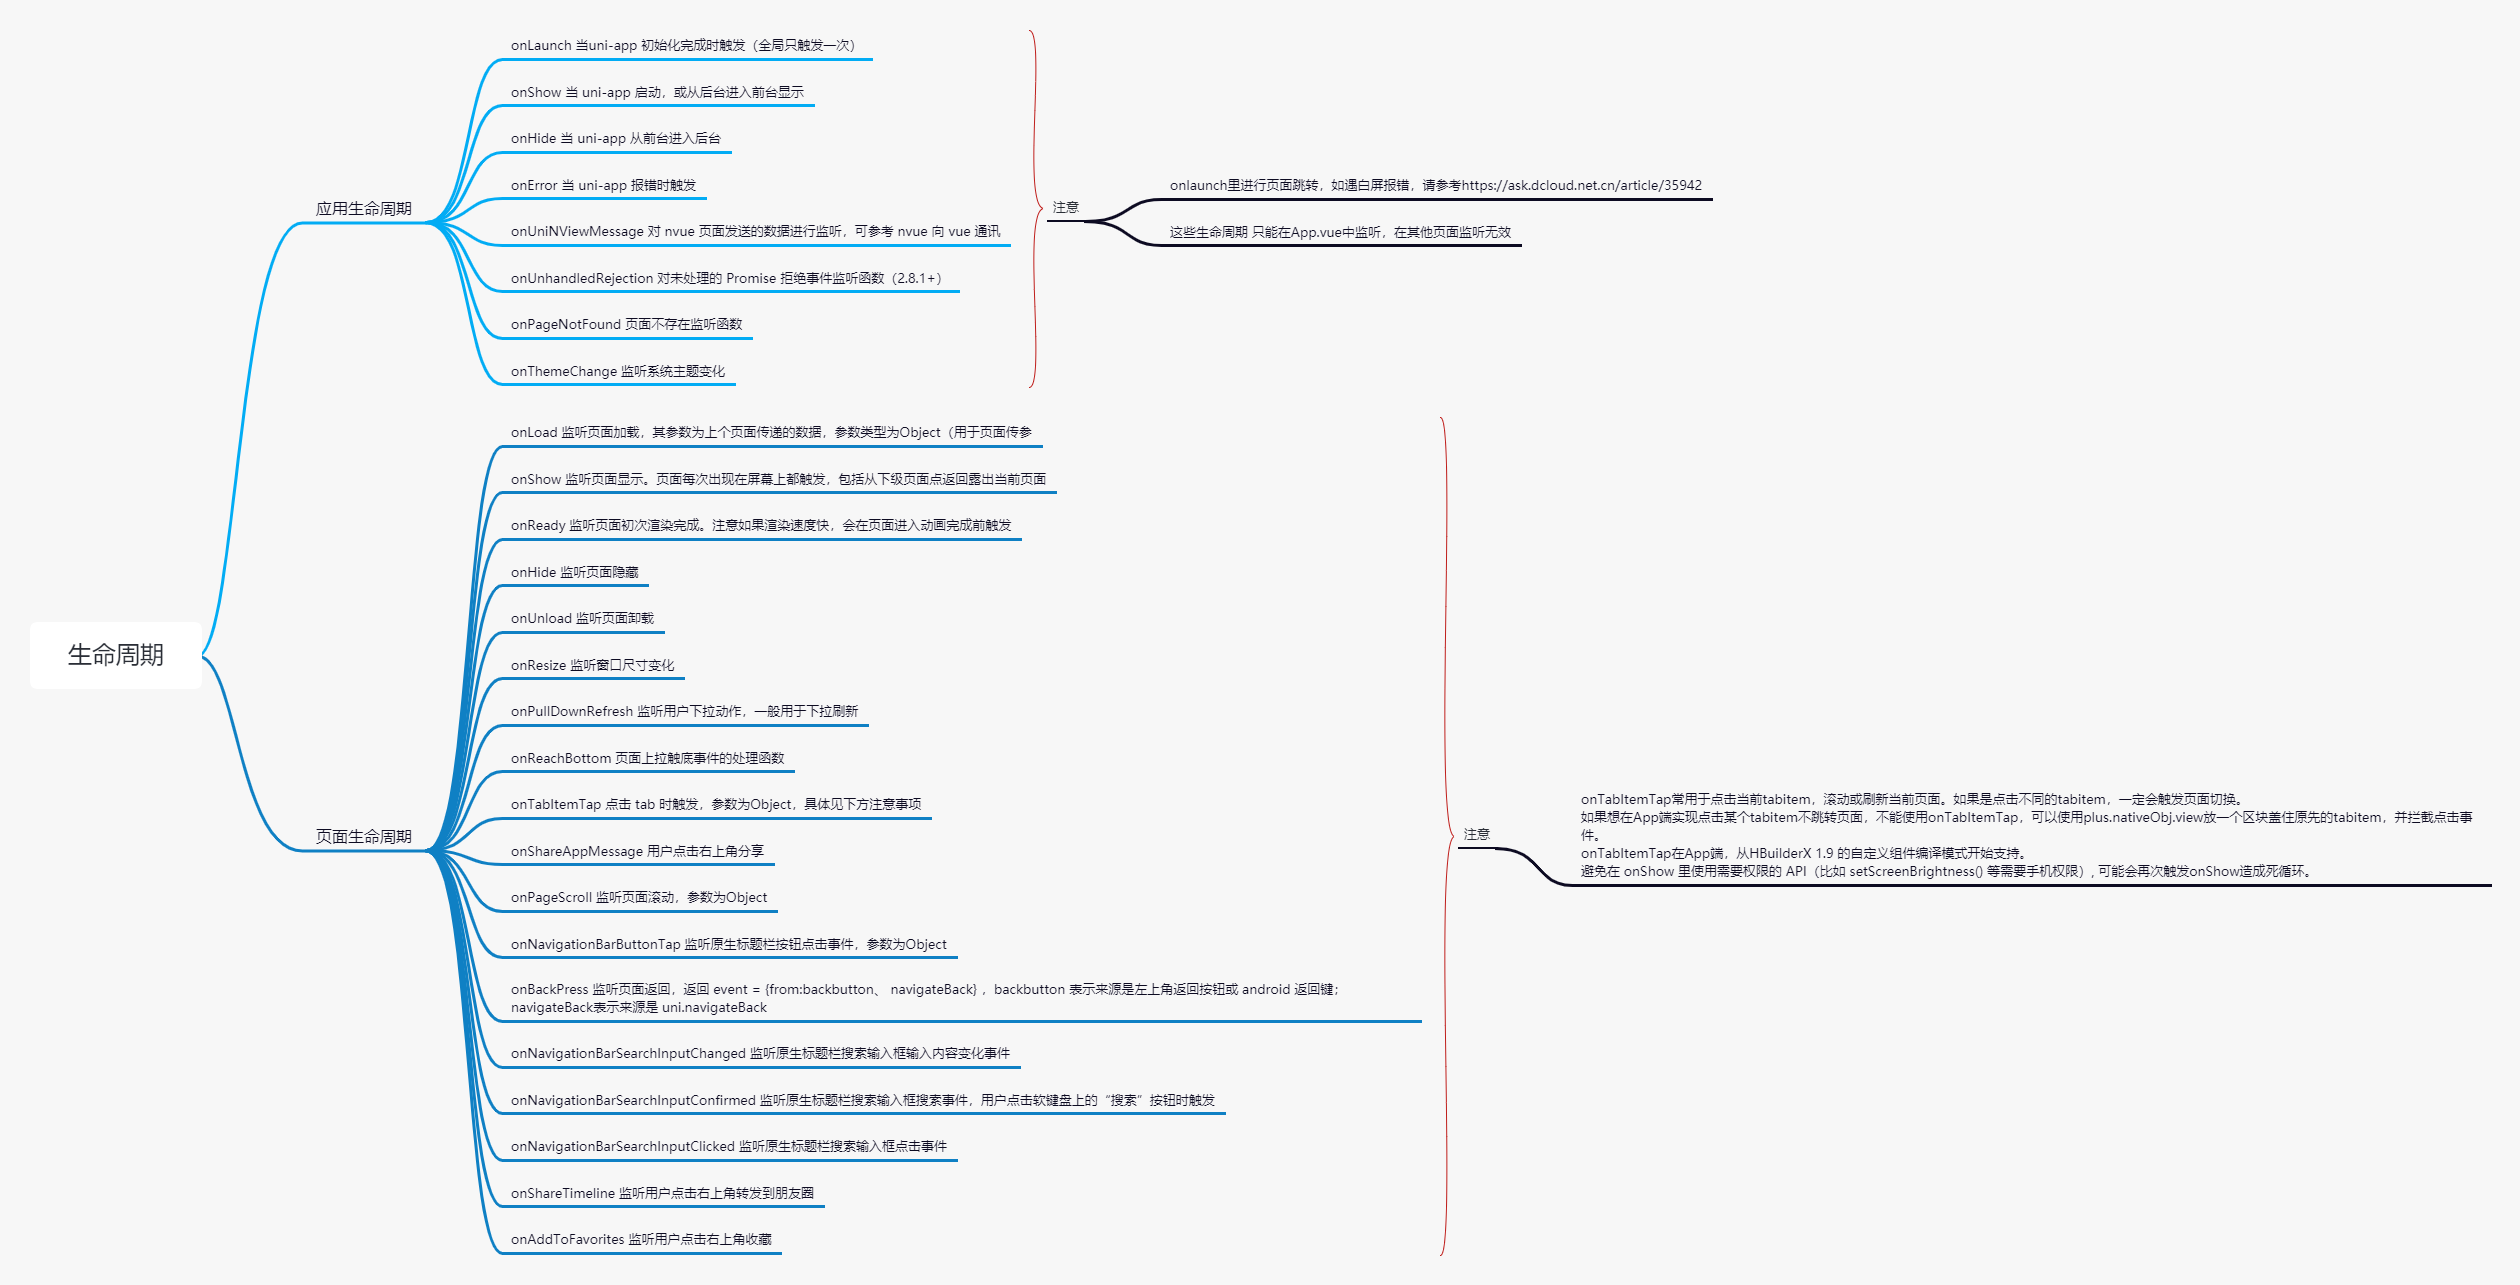 生命周期
应用生命周期
onLaunch 当uni-app 初始化完成时触发（全局只触发一次）
onShow 当 uni-app 启动，或从后台进入前台显示
onHide 当 uni-app 从前台进入后台
onError 当 uni-app 报错时触发
onUniNViewMessage 对 nvue 页面发送的数据进行监听，可参考 nvue 向 vue 通讯
onUnhandledRejection 对未处理的 Promise 拒绝事件监听函数（2.8.1+）
onPageNotFound 页面不存在监听函数
onThemeChange 监听系统主题变化
注意
onlaunch里进行页面跳转，如遇白屏报错，请参考https://ask.dcloud.net.cn/article/35942
这些生命周期 只能在App.vue中监听，在其他页面监听无效
页面生命周期
onLoad 监听页面加载，其参数为上个页面传递的数据，参数类型为Object（用于页面传参
onShow 监听页面显示。页面每次出现在屏幕上都触发，包括从下级页面点返回露出当前页面
onReady 监听页面初次渲染完成。注意如果渲染速度快，会在页面进入动画完成前触发
onHide 监听页面隐藏
onUnload 监听页面卸载
onResize 监听窗口尺寸变化
onPullDownRefresh 监听用户下拉动作，一般用于下拉刷新
onReachBottom 页面上拉触底事件的处理函数
onTabItemTap 点击 tab 时触发，参数为Object，具体见下方注意事项
onShareAppMessage 用户点击右上角分享
onPageScroll 监听页面滚动，参数为Object
onNavigationBarButtonTap 监听原生标题栏按钮点击事件，参数为Object
onBackPress 监听页面返回，返回 event = {from:backbutton、 navigateBack} ，backbutton 表示来源是左上角返回按钮或 android 返回键；
navigateBack表示来源是 uni.navigateBack
onNavigationBarSearchInputChanged 监听原生标题栏搜索输入框输入内容变化事件
onNavigationBarSearchInputConfirmed 监听原生标题栏搜索输入框搜索事件，用户点击软键盘上的“搜索”按钮时触发
onNavigationBarSearchInputClicked 监听原生标题栏搜索输入框点击事件
onShareTimeline 监听用户点击右上角转发到朋友圈
onAddToFavorites 监听用户点击右上角收藏
注意
onTabItemTap常用于点击当前tabitem，滚动或刷新当前页面。如果是点击不同的tabitem，一定会触发页面切换。
如果想在App端实现点击某个tabitem不跳转页面，不能使用onTabItemTap，可以使用plus.nativeObj.view放一个区块盖住原先的tabitem，并拦截点击事
件。
onTabItemTap在App端，从HBuilderX 1.9 的自定义组件编译模式开始支持。
避免在 onShow 里使用需要权限的 API（比如 setScreenBrightness() 等需要手机权限）, 可能会再次触发onShow造成死循环。